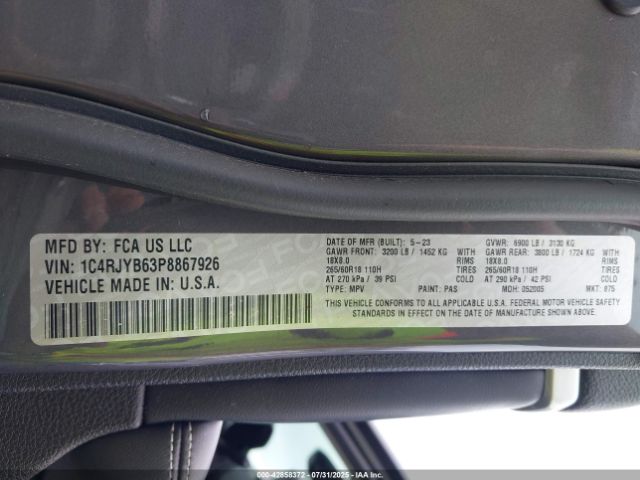 MFD BY: FCA US LLC
VIN: 1C4RJYB63P8867926
VEHICLE MADE IN: U.S.A.
DATE OF MFR (BUILT): 5-23 GVWR: 6900 LB / 3130 KG
GAWR FRONT: 3200 LB / 1452 KG GAWR REAR: 3800 LB / 1724 KG
18X8.0 18X8.0
RIMS RIMS
265/60R18 110H 265/60R18 110H
TIRES TIRES
COLD COLD
AT 270 kPa / 39 PSI AT 290 kPa / 42 PSI
TYPE: MPV PAINT: PAS MDH: 052005 MKT: 875
THIS VEHICLE CONFORMS TO ALL APPLICABLE U.S.A. FEDERAL MOTOR VEHICLE SAFETY
STANDARDS IN EFFECT ON THE DATE OF MANUFACTURE SHOWN ABOVE.
000-42858372 - 07/31/2025 - Copyright IAA, Inc.